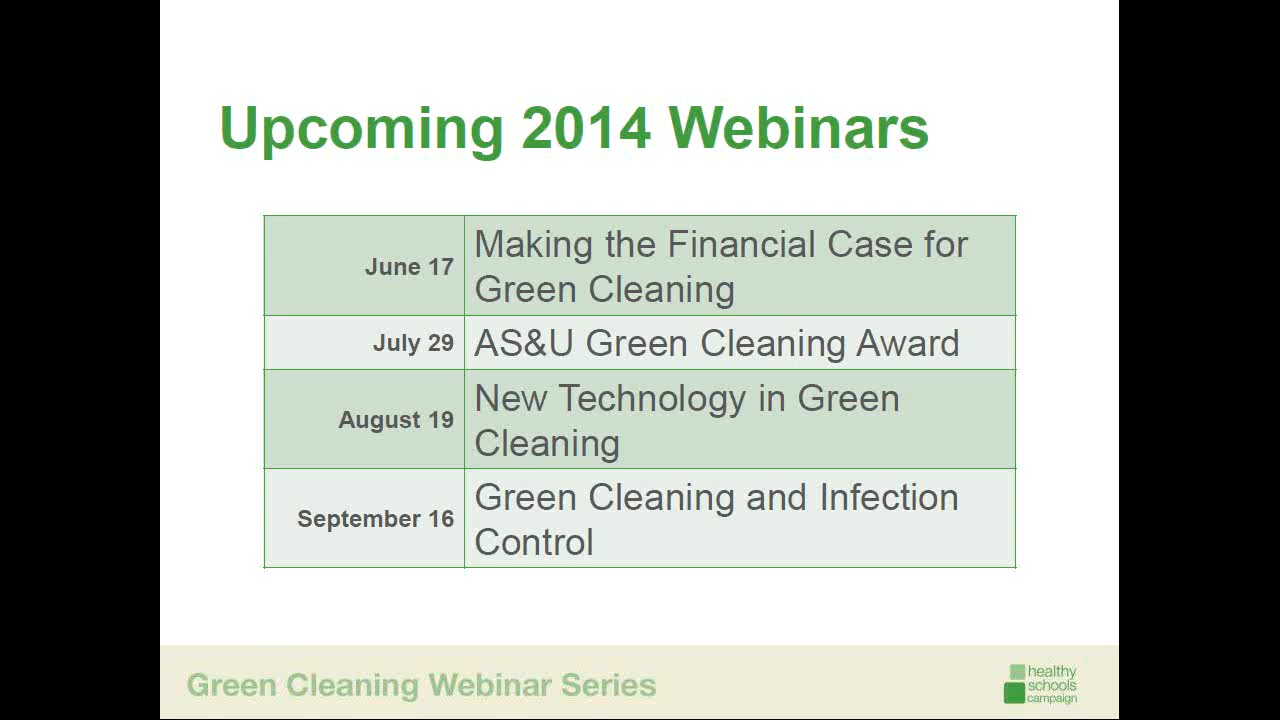 Upcoming 2014 Webinars
June 17
Making the Financial Case for
Green Cleaning
July 29
AS&U Green Cleaning Award
August 19
New Technology in Green
Cleaning
September 16
Green Cleaning and Infection
Control
Green Cleaning Webinar Series
healthy
schools
campaign